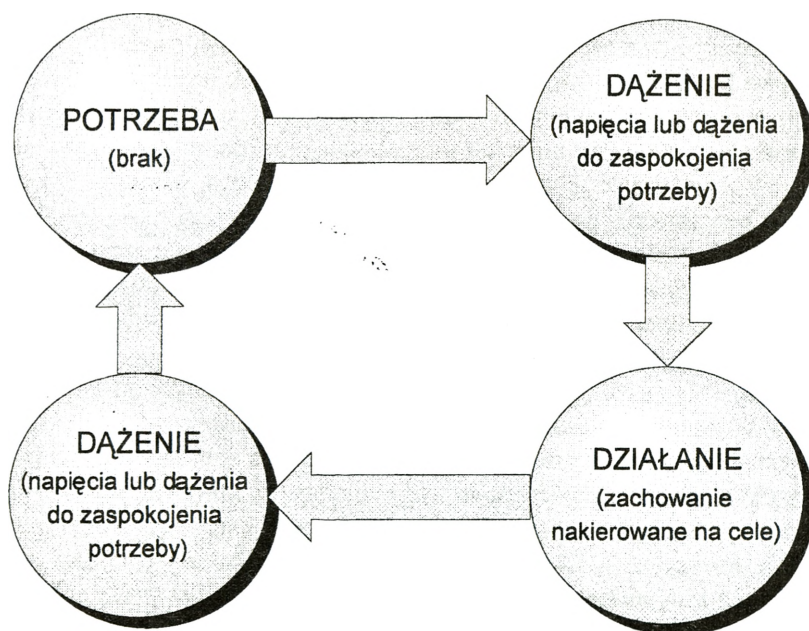 POTRZEBA
(brak)
DĄŻENIE
(napięcia lub dążenia
do zaspokojenia
potrzeby)
DZIAŁANIE
(zachowanie
nakierowane na cele)
DĄŻENIE
(napięcia lub dążenia
do zaspokojenia
potrzeby)